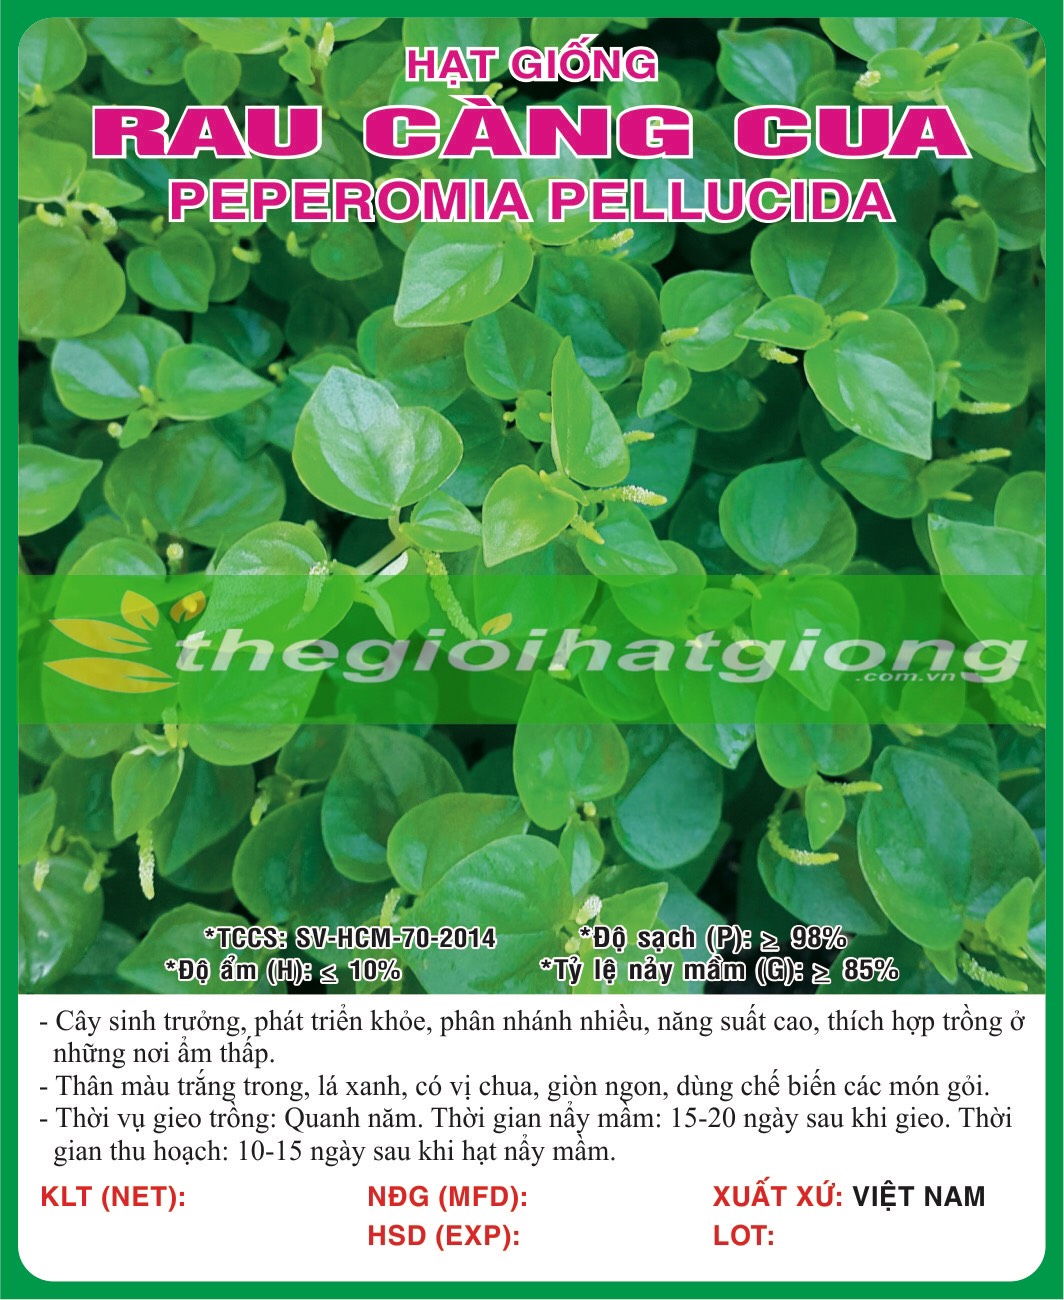 HẠT GIỐNG
RAU CÀNG CUA
PEPEROMIA PELLUCIDA
thegioihatgiong
.com.vn
*TCCS: SV-HCM-70-2014 *Độ sạch (P): ≥ 98%
*Độ ẩm (H): ≤ 10% *Tỷ lệ nảy mầm (G): ≥ 85%
- Cây sinh trưởng, phát triển khỏe, phân nhánh nhiều, năng suất cao, thích hợp trồng ở
những nơi ẩm thấp.
- Thân màu trắng trong, lá xanh, có vị chua, giòn ngon, dùng chế biến các món gỏi.
- Thời vụ gieo trồng: Quanh năm. Thời gian nẩy mầm: 15-20 ngày sau khi gieo. Thời
gian thu hoạch: 10-15 ngày sau khi hạt nẩy mầm.
KLT (NET): NĐG (MFD): XUẤT XỨ: VIỆT NAM
HSD (EXP): LOT: